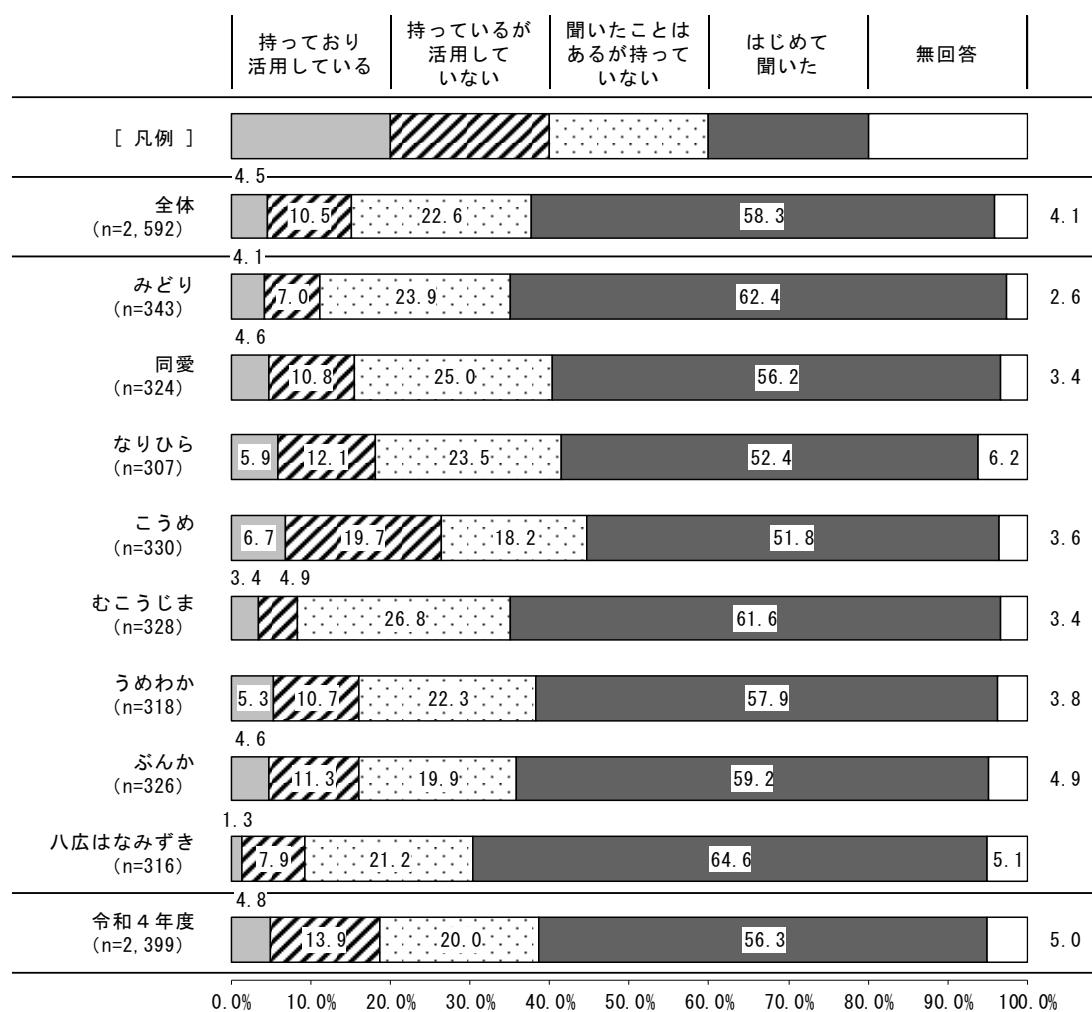 持っており
活用している
持っているが
活用して
いない
聞いたことは
あるが持って
いない
はじめて
聞いた
無回答
[ 凡例 ]
全体
(n=2,592)
4.5
10.5
22.6
58.3
4.1
みどり
(n=343)
4.1
7.0
23.9
62.4
2.6
同愛
(n=324)
4.6
10.8
25.0
56.2
3.4
なりひら
(n=307)
5.9
12.1
23.5
52.4
6.2
こうめ
(n=330)
6.7
19.7
18.2
51.8
3.6
むこうじま
(n=328)
3.4
4.9
26.8
61.6
3.4
うめわか
(n=318)
5.3
10.7
22.3
57.9
3.8
ぶんか
(n=326)
4.6
11.3
19.9
59.2
4.9
八広はなみずき
(n=316)
1.3
7.9
21.2
64.6
5.1
令和４年度
(n=2,399)
4.8
13.9
20.0
56.3
5.0
0.0% 10.0% 20.0% 30.0% 40.0% 50.0% 60.0% 70.0% 80.0% 90.0% 100.0%